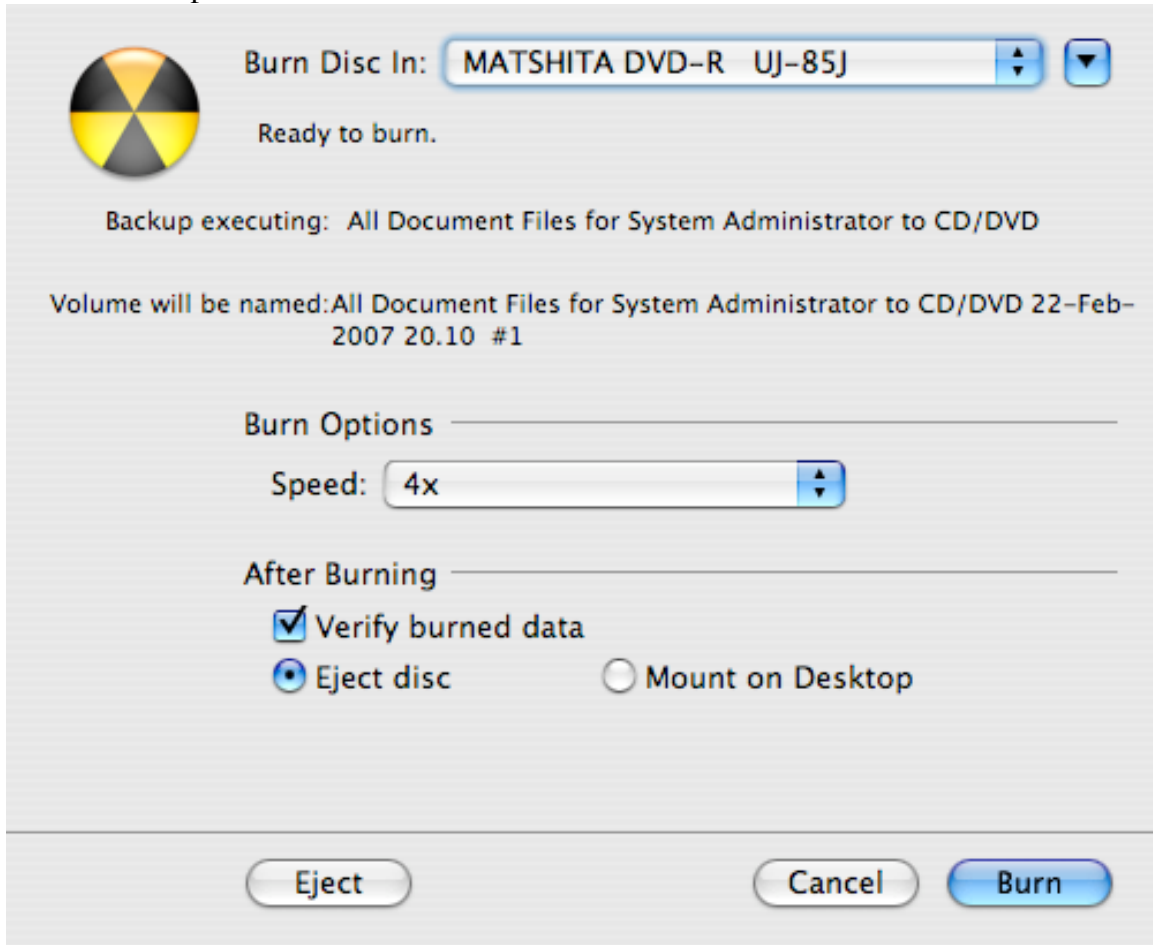 Burn Disc In: MATSHITA DVD-R UJ-85J
Ready to burn.
Backup executing: All Document Files for System Administrator to CD/DVD
Volume will be named:All Document Files for System Administrator to CD/DVD 22-Feb-
2007 20.10 #1
Burn Options
Speed: 4x
After Burning
Verify burned data
Eject disc Mount on Desktop
Eject Cancel Burn